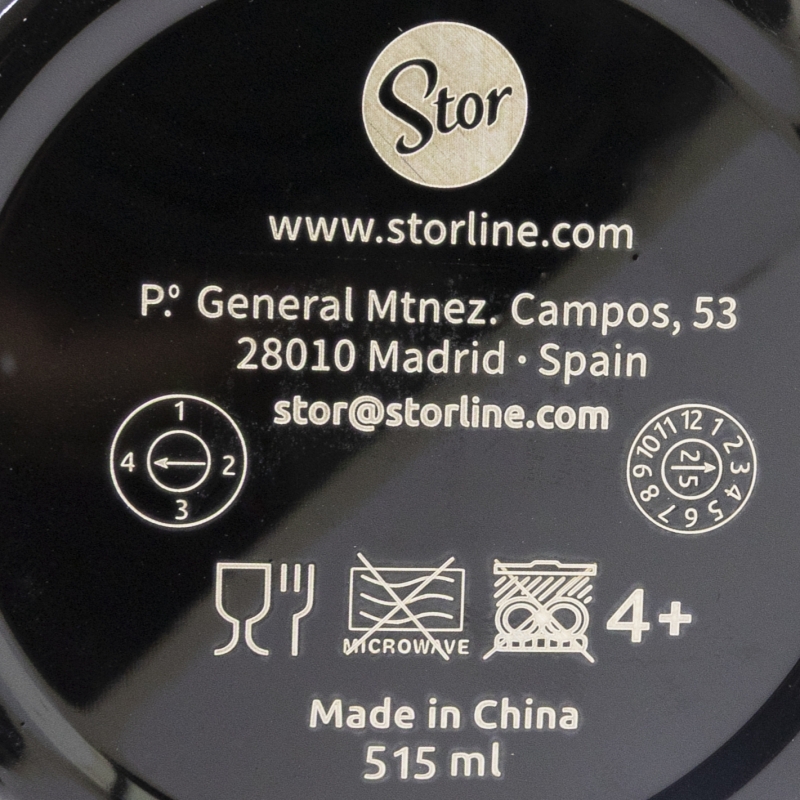 Stor
www.storline.com
P.º General Mtnez. Campos, 53
28010 Madrid · Spain
stor@storline.com
1
4 2
3
12 1 2 3 4 5 6 7 8 9 10 11
2 5
MICROWAVE
4+
Made in China
515 ml